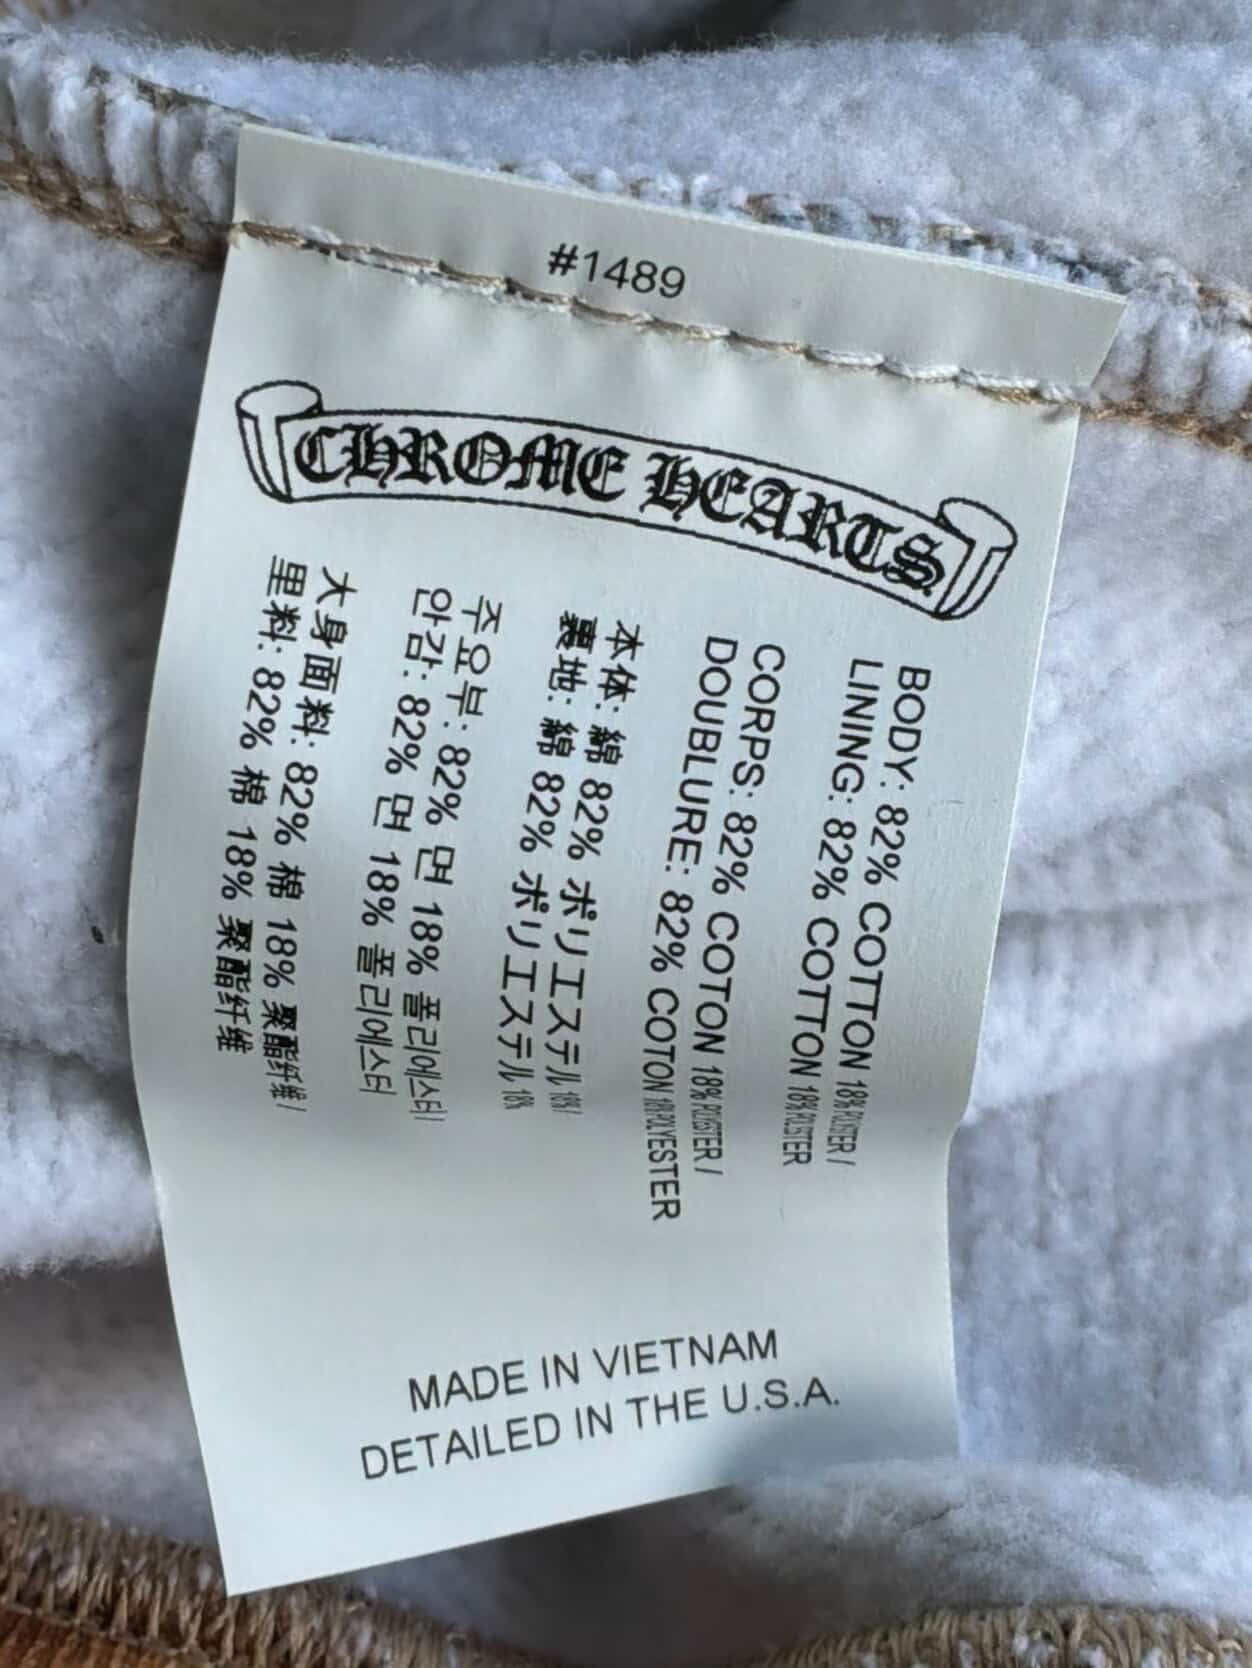 #1489
CHROME HEARTS
BODY: 82% COTTON 18% POLYESTER /
LINING: 82% COTTON 18% POLYESTER
CORPS: 82% COTON 18% POLYESTER /
DOUBLURE: 82% COTON 18% POLYESTER
本体: 綿 82% ポリエステル 18% /
裏地: 綿 82% ポリエステル 18%
주요부: 82% 면 18% 폴리에스터 /
안감: 82% 면 18% 폴리에스터
大身面料: 82% 棉 18% 聚酯纤维 /
里料: 82% 棉 18% 聚酯纤维
MADE IN VIETNAM
DETAILED IN THE U.S.A.